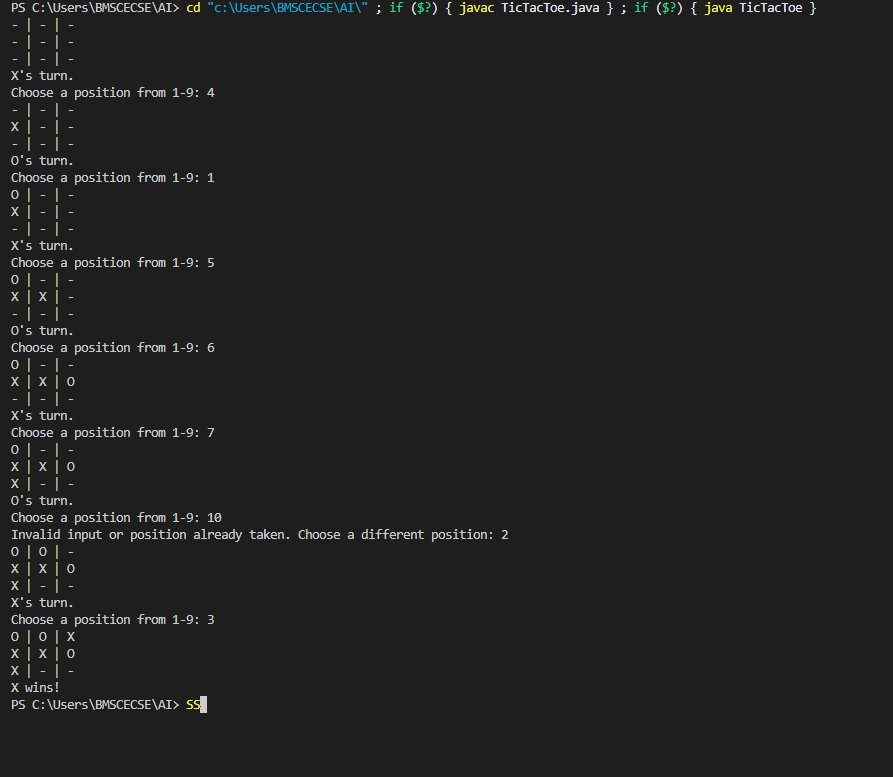 PS C:\Users\BMSCECSE\AI> cd "c:\Users\BMSCECSE\AI\" ; if ($?) { javac TicTacToe.java } ; if ($?) { java TicTacToe }
- | - | -
- | - | -
- | - | -
X's turn.
Choose a position from 1-9: 4
- | - | -
X | - | -
- | - | -
O's turn.
Choose a position from 1-9: 1
O | - | -
X | - | -
- | - | -
X's turn.
Choose a position from 1-9: 5
O | - | -
X | X | -
- | - | -
O's turn.
Choose a position from 1-9: 6
O | - | -
X | X | O
- | - | -
X's turn.
Choose a position from 1-9: 7
O | - | -
X | X | O
X | - | -
O's turn.
Choose a position from 1-9: 10
Invalid input or position already taken. Choose a different position: 2
O | O | -
X | X | O
X | - | -
X's turn.
Choose a position from 1-9: 3
O | O | X
X | X | O
X | - | -
X wins!
PS C:\Users\BMSCECSE\AI> SS